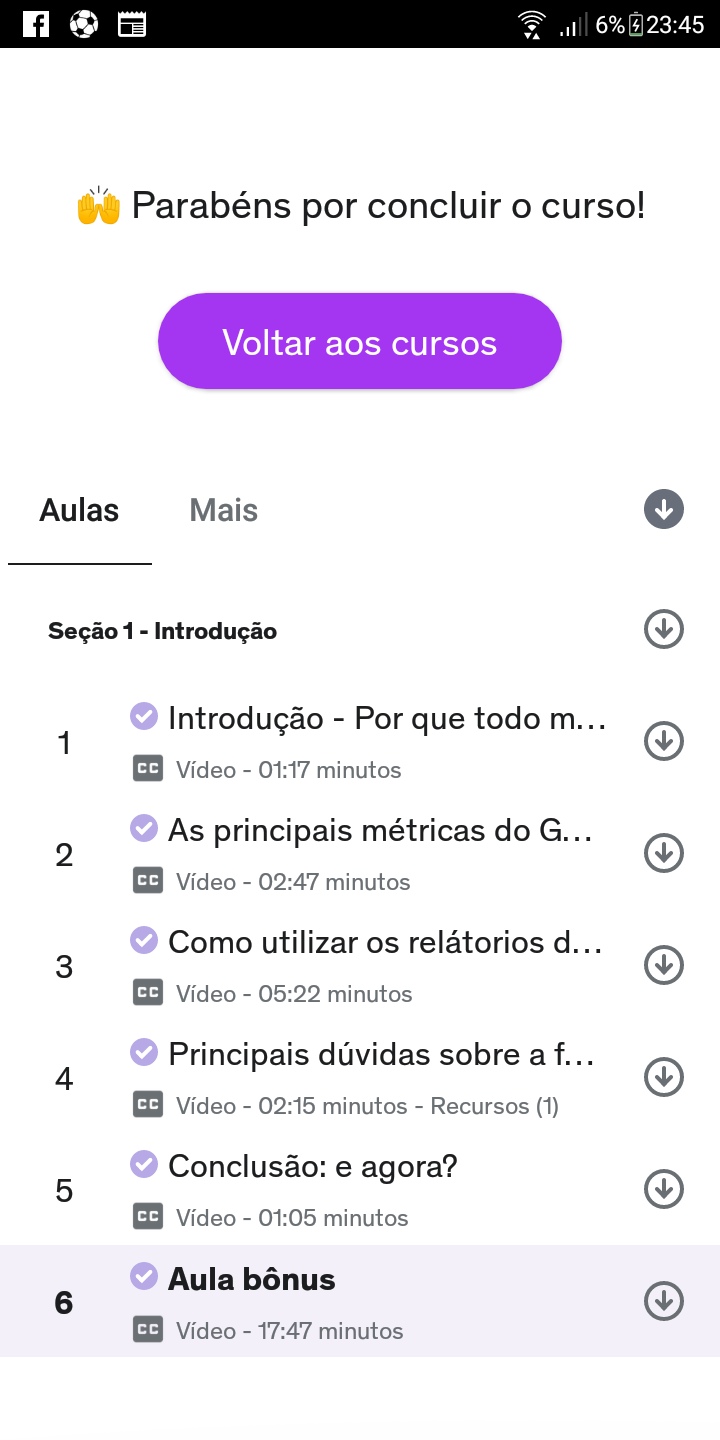 6% 23:45
🙌 Parabéns por concluir o curso!
Voltar aos cursos
Aulas Mais
Seção 1 - Introdução
1 Introdução - Por que todo m...
CC Vídeo - 01:17 minutos
2 As principais métricas do G...
CC Vídeo - 02:47 minutos
3 Como utilizar os relátorios d...
CC Vídeo - 05:22 minutos
4 Principais dúvidas sobre a f...
CC Vídeo - 02:15 minutos - Recursos (1)
5 Conclusão: e agora?
CC Vídeo - 01:05 minutos
6 Aula bônus
CC Vídeo - 17:47 minutos